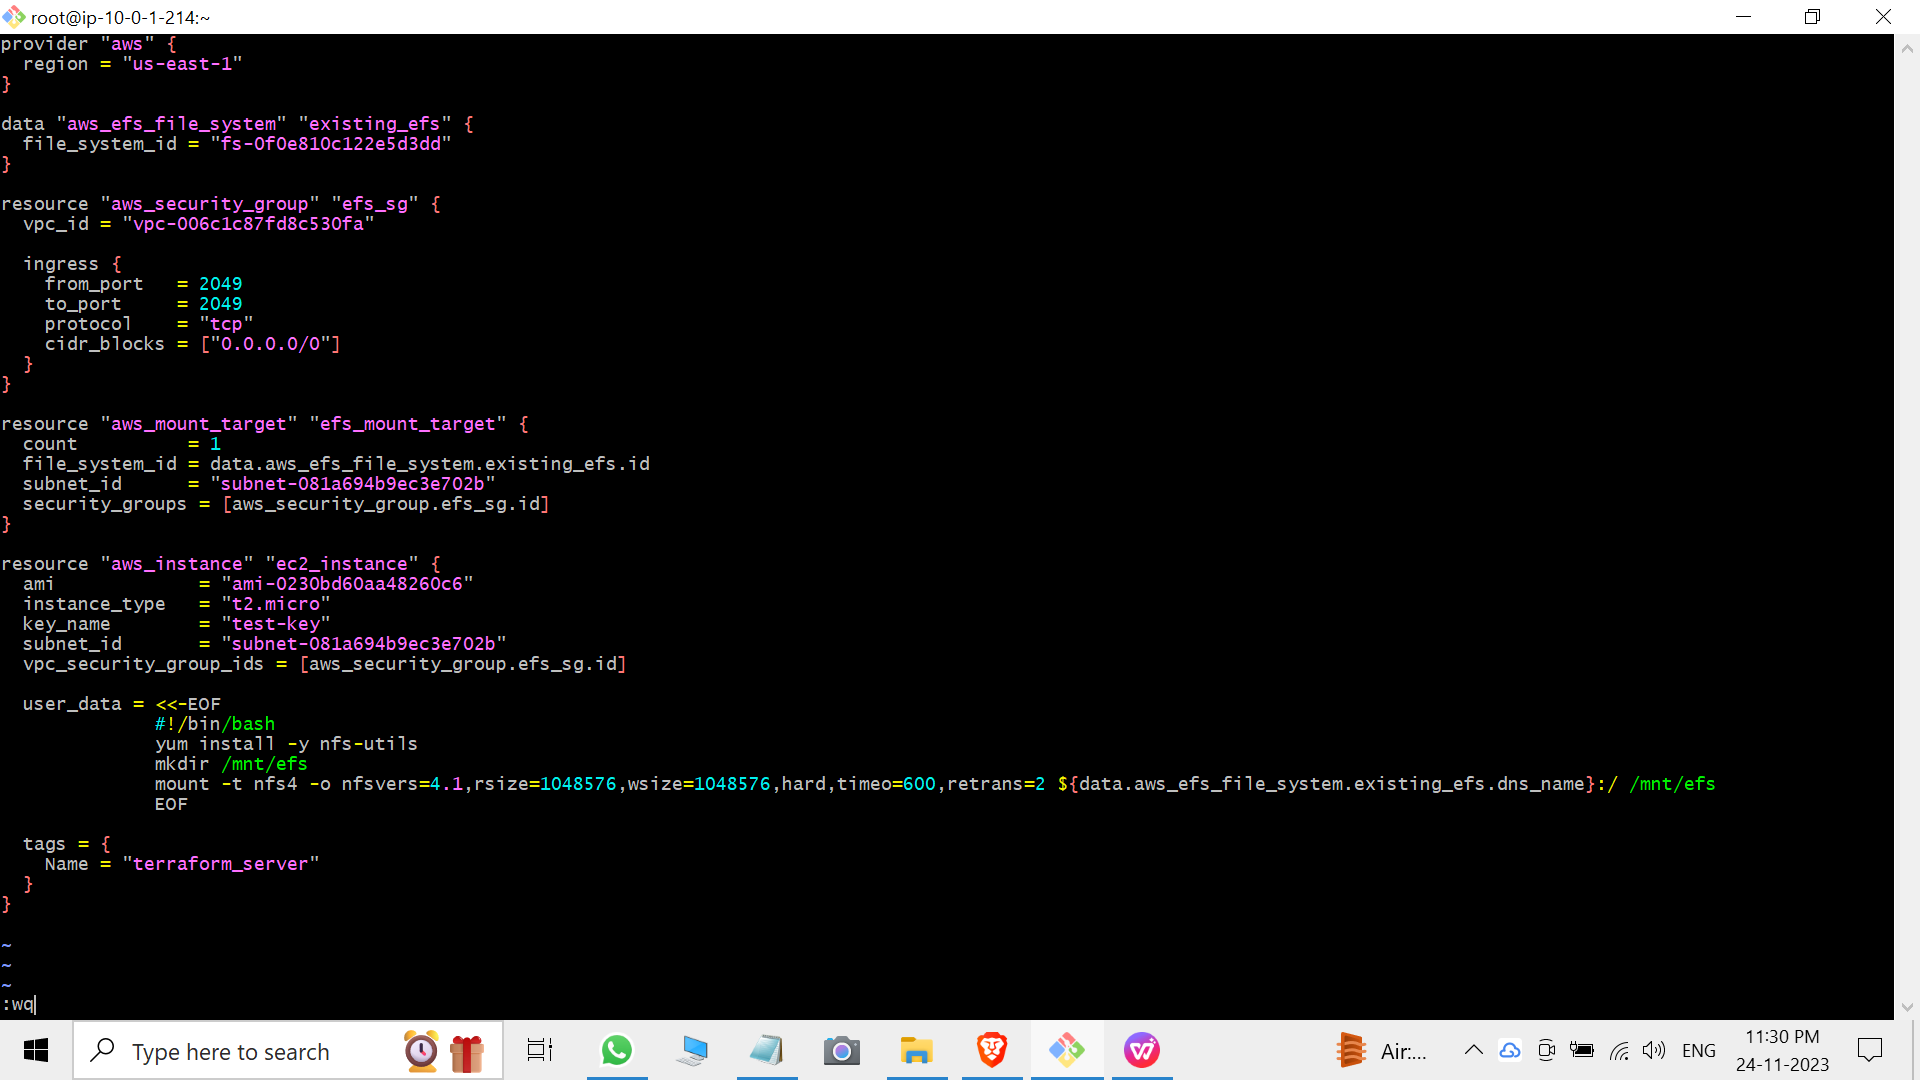 root@ip-10-0-1-214:~
provider "aws" {
  region = "us-east-1"
}

data "aws_efs_file_system" "existing_efs" {
  file_system_id = "fs-0f0e810c122e5d3dd"
}

resource "aws_security_group" "efs_sg" {
  vpc_id = "vpc-006c1c87fd8c530fa"

  ingress {
    from_port   = 2049
    to_port     = 2049
    protocol    = "tcp"
    cidr_blocks = ["0.0.0.0/0"]
  }
}

resource "aws_mount_target" "efs_mount_target" {
  count          = 1
  file_system_id = data.aws_efs_file_system.existing_efs.id
  subnet_id      = "subnet-081a694b9ec3e702b"
  security_groups = [aws_security_group.efs_sg.id]
}

resource "aws_instance" "ec2_instance" {
  ami             = "ami-0230bd60aa48260c6"
  instance_type   = "t2.micro"
  key_name        = "test-key"
  subnet_id       = "subnet-081a694b9ec3e702b"
  vpc_security_group_ids = [aws_security_group.efs_sg.id]

  user_data = <<-EOF
              #!/bin/bash
              yum install -y nfs-utils
              mkdir /mnt/efs
              mount -t nfs4 -o nfsvers=4.1,rsize=1048576,wsize=1048576,hard,timeo=600,retrans=2 ${data.aws_efs_file_system.existing_efs.dns_name}:/ /mnt/efs
              EOF

  tags = {
    Name = "terraform_server"
  }
}

~
~
~
:wq
Type here to search
Air:...
ENG
11:30 PM
24-11-2023